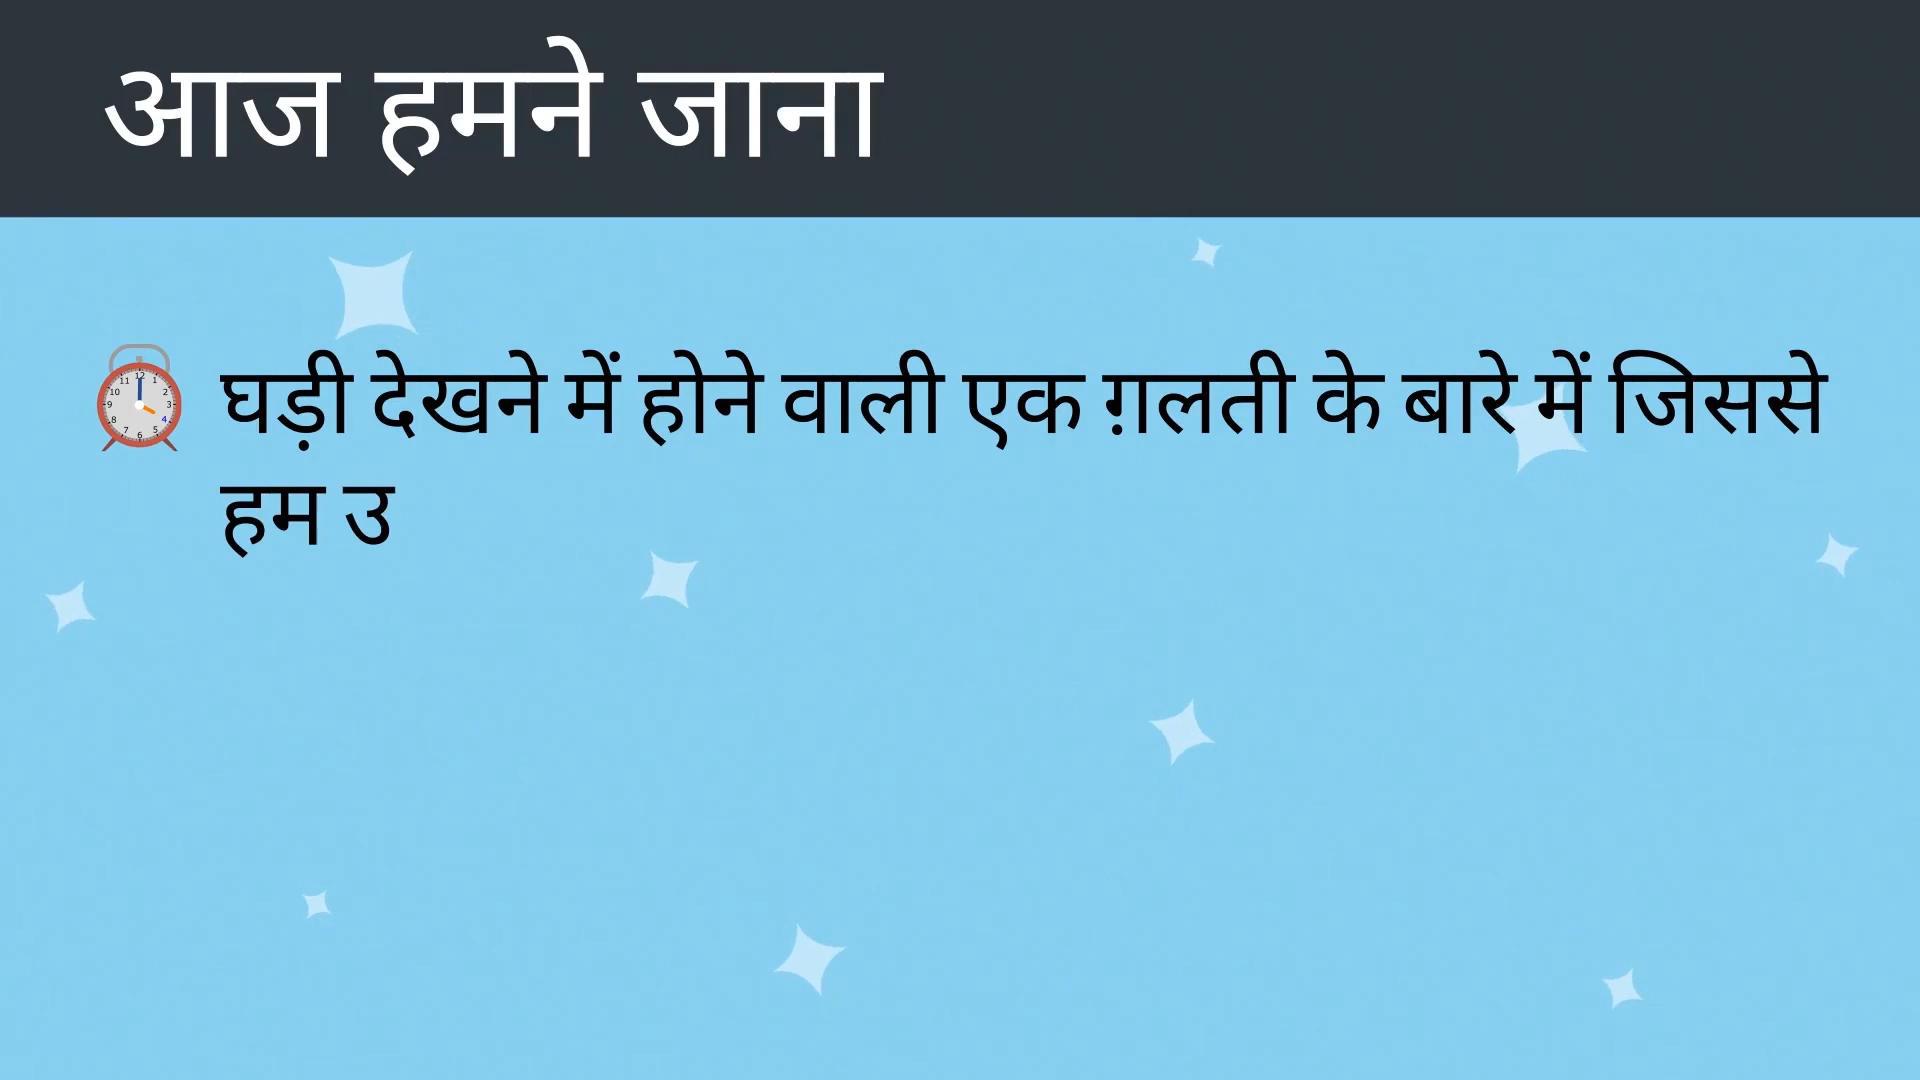 आज हमने जाना
घड़ी देखने में होने वाली एक ग़लती के बारे में जिससे
हम उ